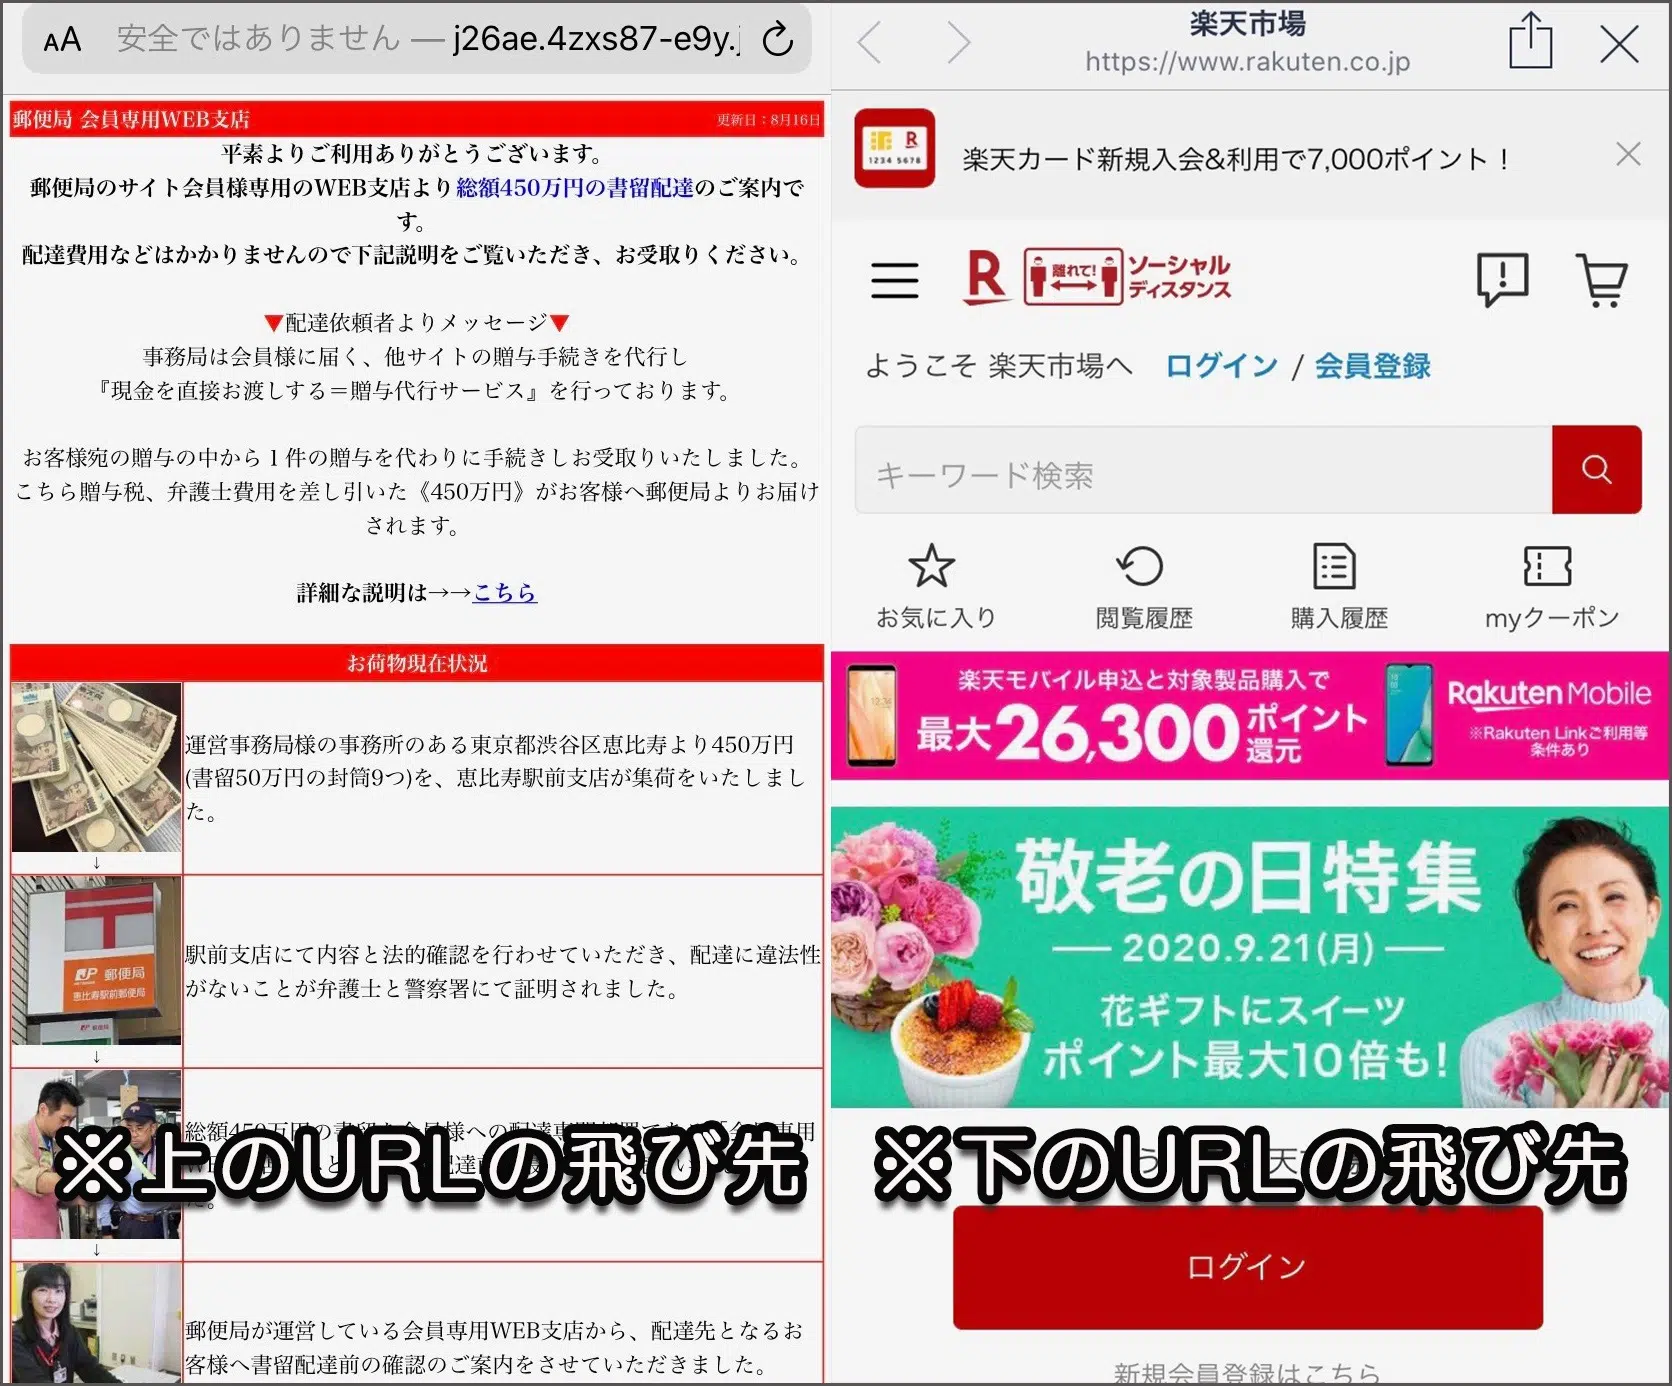 AA 安全ではありません — j26ae.4zxs87-e9y.j
郵便局 会員専用WEB支店
更新日：8月16日
平素よりご利用ありがとうございます。
郵便局のサイト会員様専用のWEB支店より総額450万円の書留配達のご案内で
す。
配達費用などはかかりませんので下記説明をご覧いただき、お受取りください。
▼配達依頼者よりメッセージ▼
事務局は会員様に届く、他サイトの贈与手続きを代行し
『現金を直接お渡しする＝贈与代行サービス』を行っております。
お客様宛の贈与の中から１件の贈与を代わりに手続きしお受取りいたしました。
こちら贈与税、弁護士費用を差し引いた《450万円》がお客様へ郵便局よりお届け
されます。
詳細な説明は→→こちら
お荷物現在状況
運営事務局様の事務所のある東京都渋谷区恵比寿より450万円
(書留50万円の封筒9つ)を、恵比寿駅前支店が集荷をいたしまし
た。
↓
JP 郵便局
恵比寿駅前郵便局
駅前支店にて内容と法的確認を行わせていただき、配達に違法性
がないことが弁護士と警察署にて証明されました。
↓
※上のURLの飛び先
↓
郵便局が運営している会員専用WEB支店から、配達先となるお
客様へ書留配達前の確認のご案内をさせていただきました。
楽天市場
https://www.rakuten.co.jp
R
1234 5678
楽天カード新規入会&利用で7,000ポイント！
R 離れて! ソーシャル
ディスタンス
ようこそ 楽天市場へ ログイン / 会員登録
キーワード検索
お気に入り 閲覧履歴 購入履歴 myクーポン
楽天モバイル申込と対象製品購入で
最大26,300ポイント
還元
Rakuten Mobile
※Rakuten Linkご利用等
条件あり
敬老の日特集
2020.9.21(月)
花ギフトにスイーツ
ポイント最大10倍も!
※下のURLの飛び先
ログイン
新規会員登録はこちら